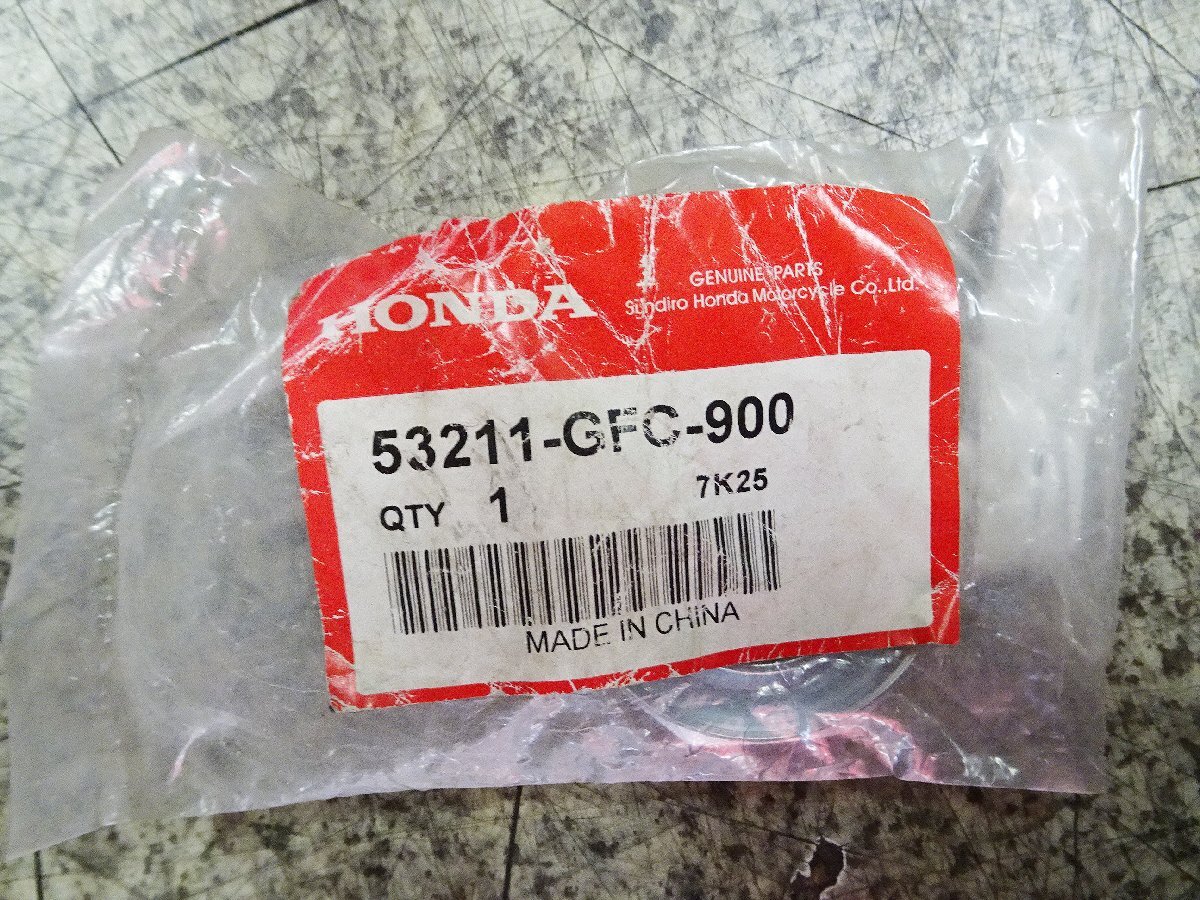 HONDA
GENUINE PARTS
Sundiro Honda Motorcycle Co.,Ltd.
53211-GFC-900
QTY 1 7K25
MADE IN CHINA